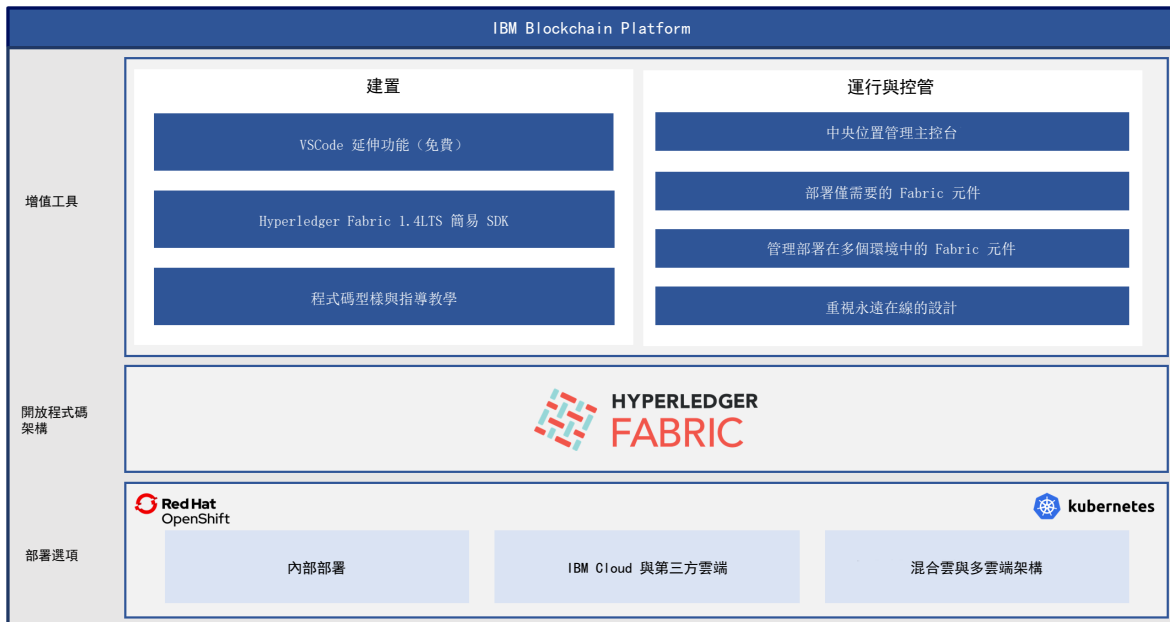 IBM Blockchain Platform
增值工具
建置
VSCode 延伸功能（免費）
Hyperledger Fabric 1.4LTS 簡易 SDK
程式碼型樣與指導教學
運行與控管
中央位置管理主控台
部署僅需要的 Fabric 元件
管理部署在多個環境中的 Fabric 元件
重視永遠在線的設計
開放程式碼
架構
HYPERLEDGER
FABRIC
部署選項
Red Hat
OpenShift
kubernetes
內部部署
IBM Cloud 與第三方雲端
混合雲與多雲端架構